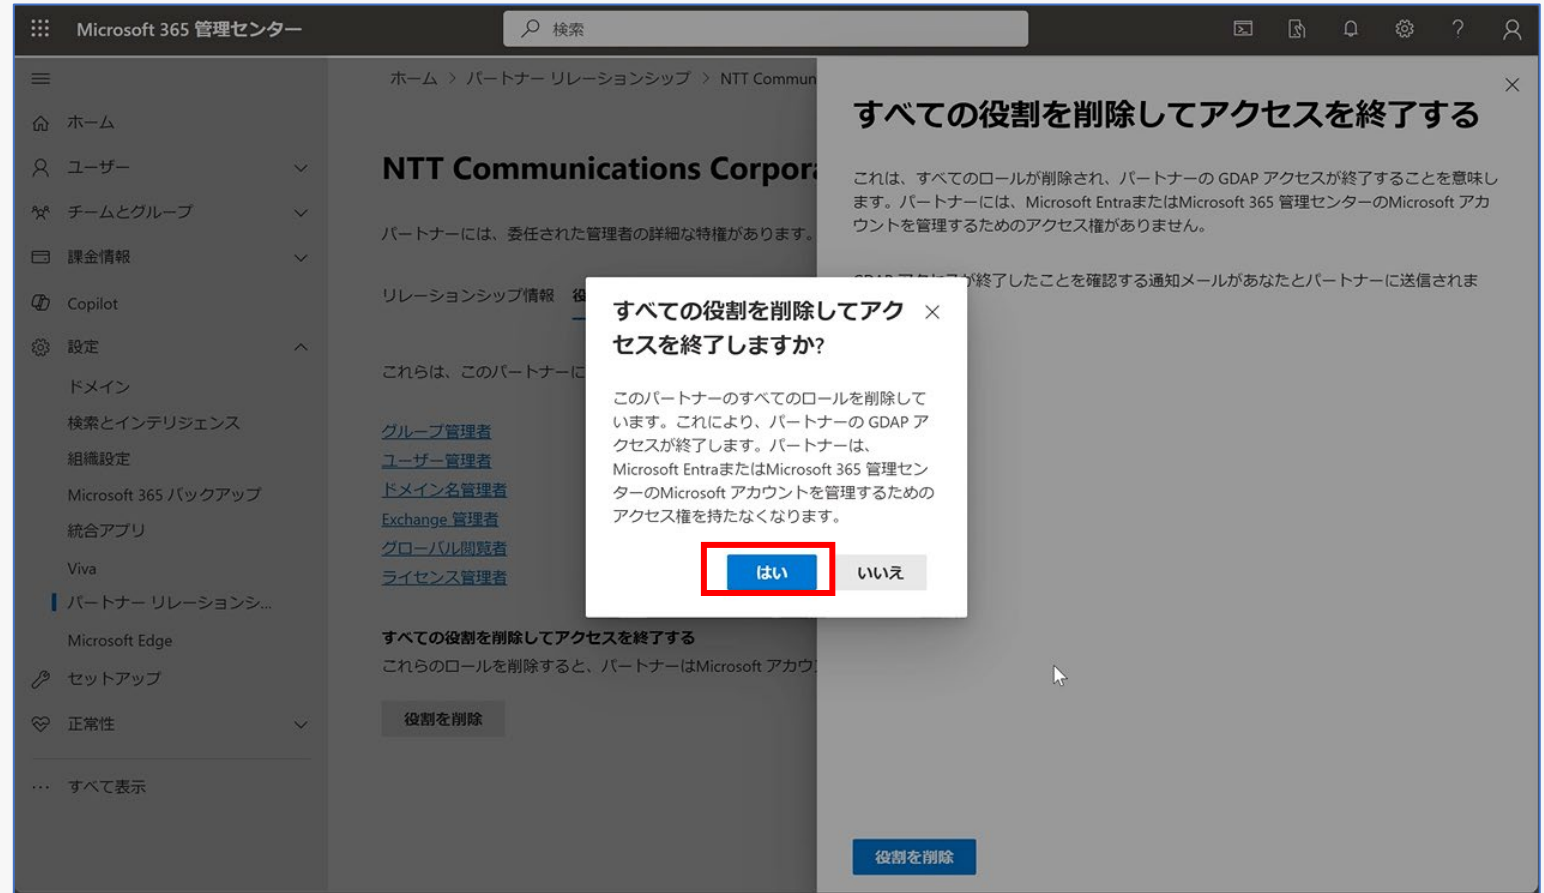 Microsoft 365 管理センター
検索
ホーム
ユーザー
チームとグループ
課金情報
Copilot
設定
ドメイン
検索とインテリジェンス
組織設定
Microsoft 365 バックアップ
統合アプリ
Viva
パートナー リレーションシ...
Microsoft Edge
セットアップ
正常性
すべて表示
ホーム > パートナー リレーションシップ > NTT Commun
NTT Communications Corpora
パートナーには、委任された管理者の詳細な特権があります。
リレーションシップ情報 役
これらは、このパートナーに
グループ管理者
ユーザー管理者
ドメイン名管理者
Exchange 管理者
グローバル閲覧者
ライセンス管理者
すべての役割を削除してアクセスを終了する
これらのロールを削除すると、パートナーはMicrosoft アカウ
役割を削除
すべての役割を削除してアクセスを終了する
これは、すべてのロールが削除され、パートナーの GDAP アクセスが終了することを意味し
ます。パートナーには、Microsoft EntraまたはMicrosoft 365 管理センターのMicrosoft アカ
ウントを管理するためのアクセス権がありません。
GDAP アクセスが終了したことを確認する通知メールがあなたとパートナーに送信されま
役割を削除
すべての役割を削除してアク
セスを終了しますか?
このパートナーのすべてのロールを削除して
います。これにより、パートナーの GDAP ア
クセスが終了します。パートナーは、
Microsoft EntraまたはMicrosoft 365 管理セン
ターのMicrosoft アカウントを管理するための
アクセス権を持たなくなります。
はい
いいえ